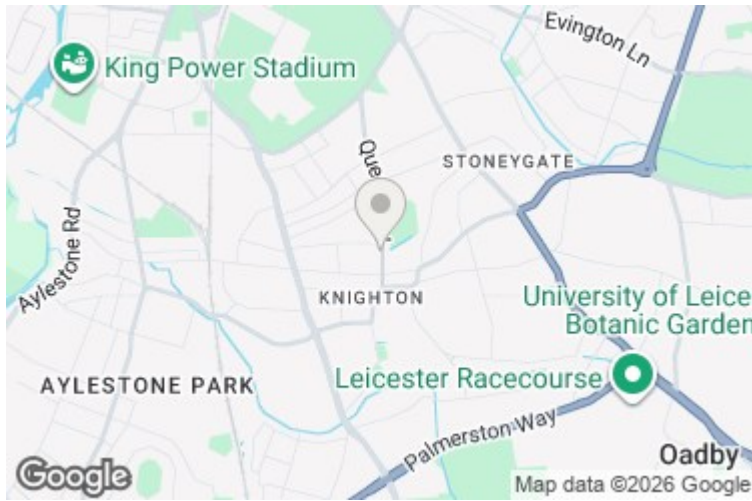 Evington Ln
King Power Stadium
Que
STONEYGATE
Aylestone Rd
KNIGHTON
University of Leice
Botanic Garden
AYLESTONE PARK
Leicester Racecourse
Palmerston Way
Oadby
Google
Map data ©2026 Google